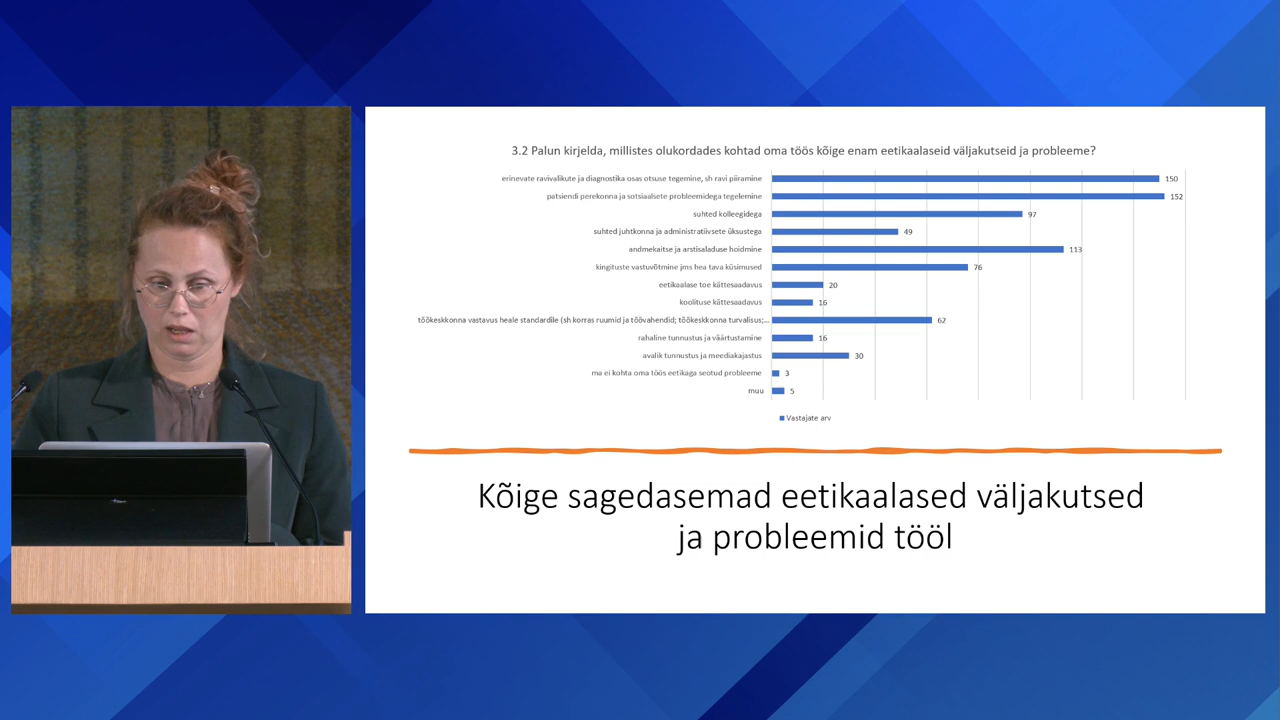 3.2 Palun kirjelda, millistes olukordades kohtad oma töös kõige enam eetikaalaseid väljakutseid ja probleeme?
erinevate ravivalikute ja diagnostika osas otsuse tegemine, sh ravi piiramine 150
patsiendi perekonna ja sotsiaalsete probleemidega tegelemine 152
suhted kolleegidega 97
suhted juhtkonna ja administratiivsete üksustega 49
andmekaitse ja arstisaladuse hoidmine 113
kingituste vastuvõtmine jms hea tava küsimused 76
eetikaalase toe kättesaadavus 20
koolituse kättesaadavus 16
töökeskkonna vastavus heale standardile (sh korras ruumid ja töövahendid; töökeskkonna turvalisus;... 62
rahaline tunnustus ja väärtustamine 16
avalik tunnustus ja meediakajastus 30
ma ei kohta oma töös eetikaga seotud probleeme 3
muu 5
Vastajate arv
Kõige sagedasemad eetikaalased väljakutsed
ja probleemid tööl